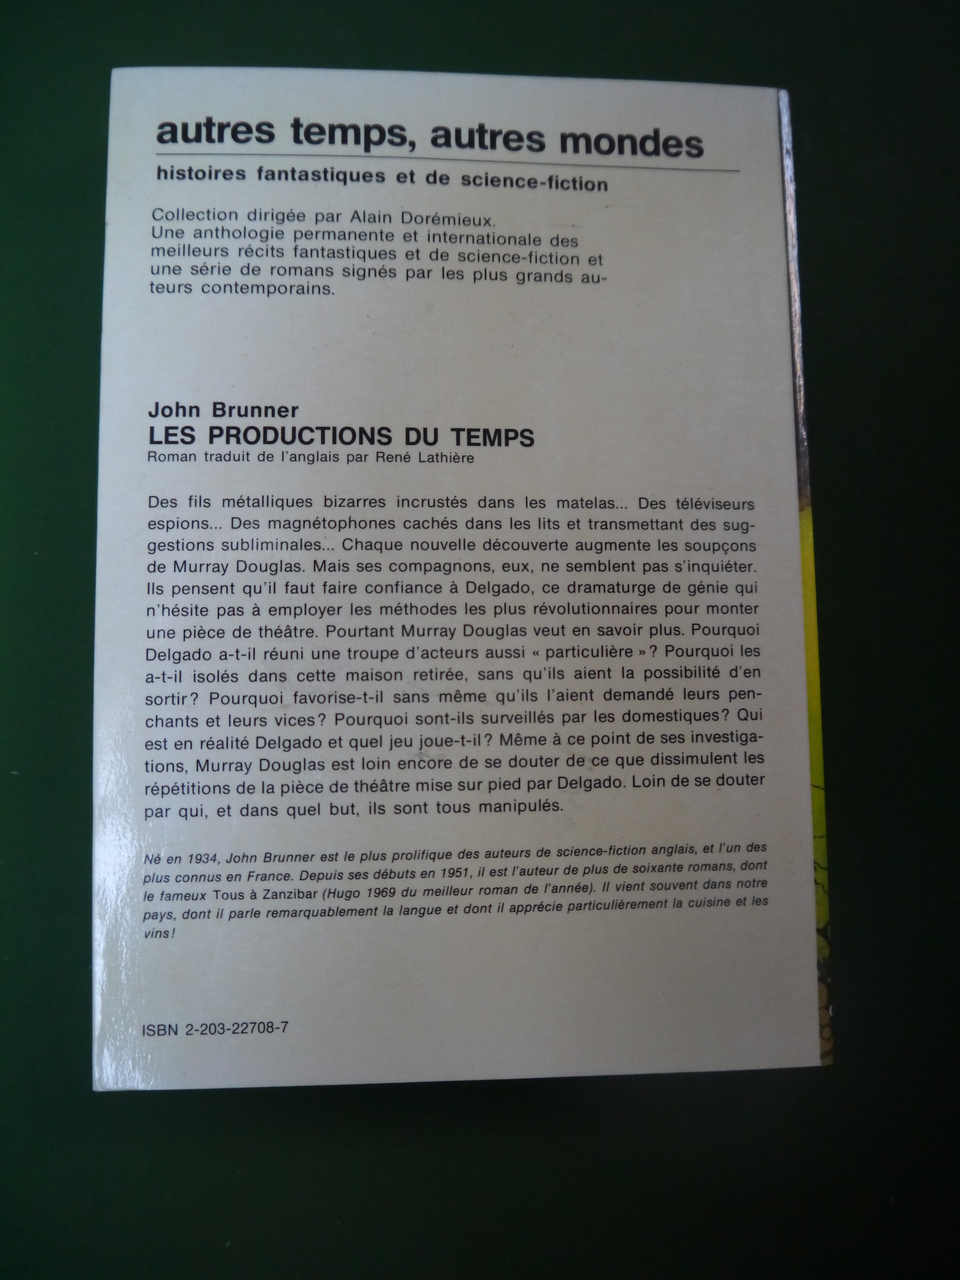 autres temps, autres mondes
histoires fantastiques et de science-fiction
Collection dirigée par Alain Dorémieux.
Une anthologie permanente et internationale des
meilleurs récits fantastiques et de science-fiction et
une série de romans signés par les plus grands au-
teurs contemporains.
John Brunner
LES PRODUCTIONS DU TEMPS
Roman traduit de l'anglais par René Lathière
Des fils métalliques bizarres incrustés dans les matelas... Des téléviseurs
espions... Des magnétophones cachés dans les lits et transmettant des sug-
gestions subliminales... Chaque nouvelle découverte augmente les soupçons
de Murray Douglas. Mais ses compagnons, eux, ne semblent pas s'inquiéter.
Ils pensent qu'il faut faire confiance à Delgado, ce dramaturge de génie qui
n'hésite pas à employer les méthodes les plus révolutionnaires pour monter
une pièce de théâtre. Pourtant Murray Douglas veut en savoir plus. Pourquoi
Delgado a-t-il réuni une troupe d'acteurs aussi « particulière » ? Pourquoi les
a-t-il isolés dans cette maison retirée, sans qu'ils aient la possibilité d'en
sortir ? Pourquoi favorise-t-il sans même qu'ils l'aient demandé leurs pen-
chants et leurs vices ? Pourquoi sont-ils surveillés par les domestiques ? Qui
est en réalité Delgado et quel jeu joue-t-il ? Même à ce point de ses investiga-
tions, Murray Douglas est loin encore de se douter de ce que dissimulent les
répétitions de la pièce de théâtre mise sur pied par Delgado. Loin de se douter
par qui, et dans quel but, ils sont tous manipulés.
Né en 1934, John Brunner est le plus prolifique des auteurs de science-fiction anglais, et l'un des
plus connus en France. Depuis ses débuts en 1951, il est l'auteur de plus de soixante romans, dont
le fameux Tous à Zanzibar (Hugo 1969 du meilleur roman de l'année). Il vient souvent dans notre
pays, dont il parle remarquablement la langue et dont il apprécie particulièrement la cuisine et les
vins !
ISBN 2-203-22708-7